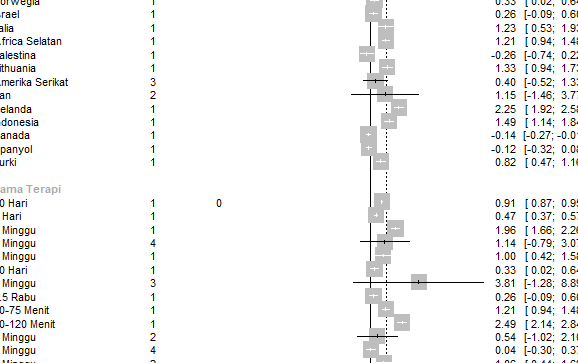 orwegia 1 0.33 [ 0.02; 0.6
srael 1 0.26 [ -0.09; 0.60
alia 1 1.23 [ 0.53; 1.93
frica Selatan 1 1.21 [ 0.94; 1.48
alestina 1 -0.26 [ -0.74; 0.22
ithuania 1 1.33 [ 0.94; 1.73
merika Serikat 3 0.40 [ -0.52; 1.33
an 2 1.15 [ -1.46; 3.77
elanda 1 2.25 [ 1.92; 2.58
ndonesia 1 1.49 [ 1.14; 1.84
anada 1 -0.14 [ -0.27; -0.01
panyol 1 -0.12 [ -0.32; 0.08
urki 1 0.82 [ 0.47; 1.16
ama Terapi
0 Hari 1 0 0.91 [ 0.87; 0.95
Hari 1 0.47 [ 0.37; 0.57
Minggu 1 1.96 [ 1.66; 2.26
Minggu 4 1.14 [ -0.79; 3.07
Minggu 1 1.00 [ 0.42; 1.58
0 Hari 1 0.33 [ 0.02; 0.64
Minggu 3 3.81 [ -1.28; 8.89
.5 Rabu 1 0.26 [ -0.09; 0.60
0-75 Menit 1 1.21 [ 0.94; 1.48
0-120 Menit 1 2.49 [ 2.14; 2.84
Minggu 2 0.54 [ -1.02; 2.10
Minggu 4 0.04 [ -0.30; 0.37